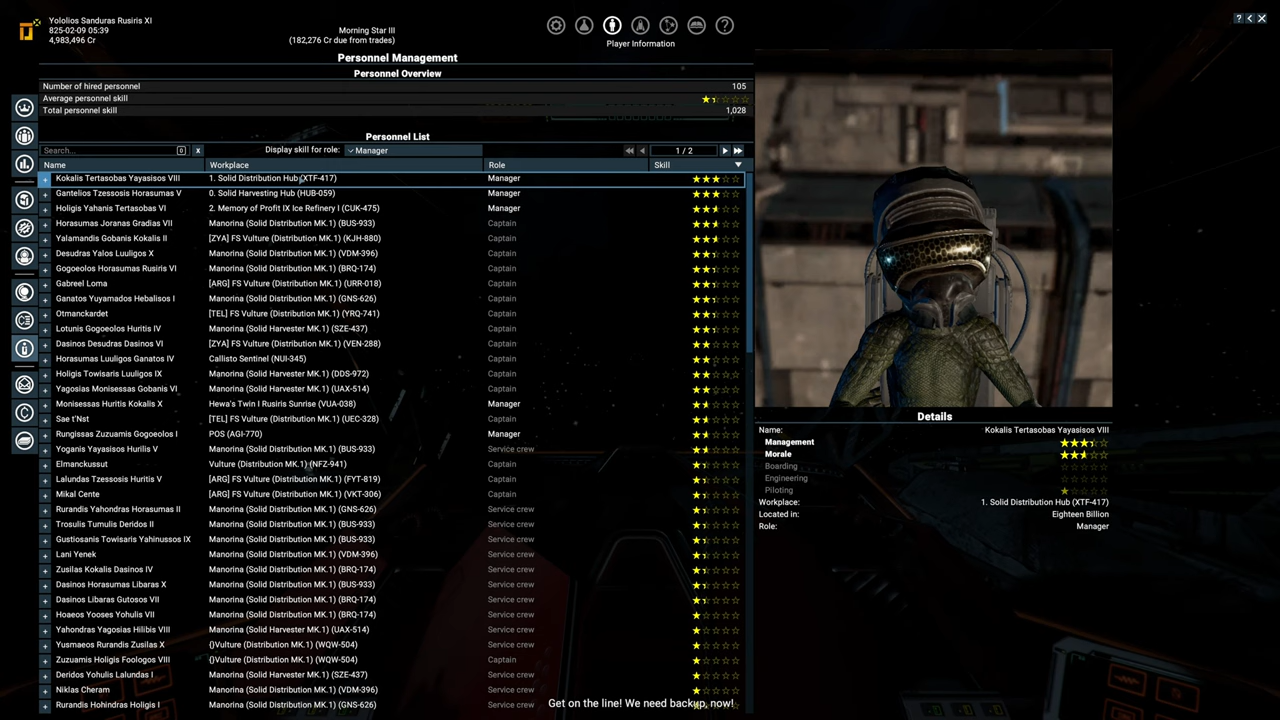 Yololios Sanduras Rusiris XI
825-02-09 05:39
4,983,496 Cr
Morning Star III
(182,276 Cr due from trades)
Player Information
? < X
Personnel Management
Personnel Overview
Number of hired personnel 105
Average personnel skill
Total personnel skill 1,028
Personnel List
Search... 0 x Display skill for role: Manager 1 / 2
Name Workplace Role Skill
Kokalis Tertasobas Yayasisos VIII 1. Solid Distribution Hub (XTF-417) Manager
Gantelios Tzessosis Horasumas V 0. Solid Harvesting Hub (HUB-059) Manager
Holigis Yahanis Tertasobas VI 2. Memory of Profit IX Ice Refinery I (CUK-475) Manager
Horasumas Joranas Gradias VII Manorina (Solid Distribution MK.1) (BUS-933) Captain
Yalamandis Gobanis Kokalis II [ZYA] FS Vulture (Distribution MK.1) (KJH-880) Captain
Desudras Yalos Luuligos X Manorina (Solid Distribution MK.1) (VDM-396) Captain
Gogoeolos Horasumas Rusiris VI Manorina (Solid Distribution MK.1) (BRQ-174) Captain
Gabreel Loma [ARG] FS Vulture (Distribution MK.1) (URR-018) Captain
Ganatos Yuyamados Hebalisos I Manorina (Solid Distribution MK.1) (GNS-626) Captain
Otmanckardet [TEL] FS Vulture (Distribution MK.1) (YRQ-741) Captain
Lotunis Gogoeolos Huritis IV Manorina (Solid Harvester MK.1) (SZE-437) Captain
Dasinos Desudras Dasinos VI [ZYA] FS Vulture (Distribution MK.1) (VEN-288) Captain
Horasumas Luuligos Ganatos IV Callisto Sentinel (NUI-345) Captain
Holigis Towisaris Luuligos IX Manorina (Solid Harvester MK.1) (DDS-972) Captain
Yagosias Monisessas Gobanis VI Manorina (Solid Harvester MK.1) (UAX-514) Captain
Monisessas Huritis Kokalis X Hewa's Twin I Rusiris Sunrise (VUA-038) Manager
Sae t'Nst [TEL] FS Vulture (Distribution MK.1) (UEC-328) Captain
Rungissas Zuzuamis Gogoeolos I POS (AGI-770) Manager
Yoganis Yayasisos Hurilis V Manorina (Solid Distribution MK.1) (BUS-933) Service crew
Elmanckussut Vulture (Distribution MK.1) (NFZ-941) Captain
Lalundas Tzessosis Huritis V [ARG] FS Vulture (Distribution MK.1) (FYT-819) Captain
Mikal Cente [ARG] FS Vulture (Distribution MK.1) (VKT-306) Captain
Rurandis Yahondras Horasumas II Manorina (Solid Distribution MK.1) (GNS-626) Service crew
Trosulis Tumulis Deridos II Manorina (Solid Distribution MK.1) (BUS-933) Service crew
Gustiosanis Towisaris Yahinussos IX Manorina (Solid Distribution MK.1) (BUS-933) Service crew
Lani Yenek Manorina (Solid Distribution MK.1) (VDM-396) Service crew
Zusilas Kokalis Dasinos IV Manorina (Solid Distribution MK.1) (BRQ-174) Service crew
Dasinos Horasumas Libaras X Manorina (Solid Distribution MK.1) (BUS-933) Service crew
Dasinos Libaras Gutosos VII Manorina (Solid Distribution MK.1) (BRQ-174) Service crew
Hoaeos Yooses Yohulis VII Manorina (Solid Distribution MK.1) (BRQ-174) Service crew
Yahondras Yagosias Hilibis VIII Manorina (Solid Harvester MK.1) (UAX-514) Service crew
Yusmaeos Rurandis Zusilas X {}Vulture (Distribution MK.1) (WQW-504) Service crew
Zuzuamis Holigis Foologos VIII {}Vulture (Distribution MK.1) (WQW-504) Captain
Deridos Yohulis Lalundas I Manorina (Solid Harvester MK.1) (SZE-437) Service crew
Niklas Cheram Manorina (Solid Distribution MK.1) (VDM-396) Service crew
Rurandis Hohindras Holigis I Manorina (Solid Distribution MK.1) (GNS-626) Service crew
Get on the line! We need backup, now!
Details
Name: Kokalis Tertasobas Yayasisos VIII
Management
Morale
Boarding
Engineering
Piloting
Workplace: 1. Solid Distribution Hub (XTF-417)
Located in: Eighteen Billion
Role: Manager